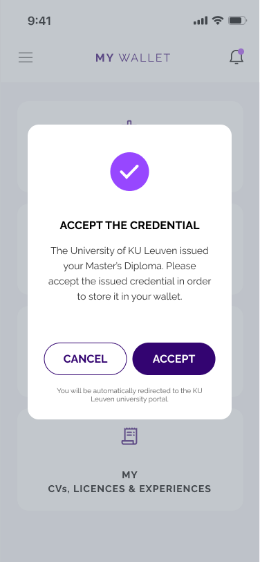 9:41
MY WALLET
ACCEPT THE CREDENTIAL
The University of KU Leuven issued
your Master's Diploma. Please
accept the issued credential in order
to store it in your wallet.
CANCEL
ACCEPT
You will be automatically redirected to the KU
Leuven university portal
MY
CVs, LICENCES & EXPERIENCES